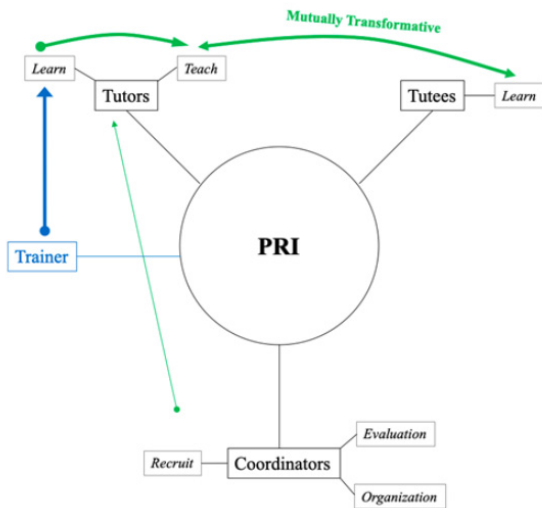 Mutually Transformative
Learn
Teach
Tutors
Tutees
Learn
PRI
Trainer
Evaluation
Recruit
Coordinators
Organization